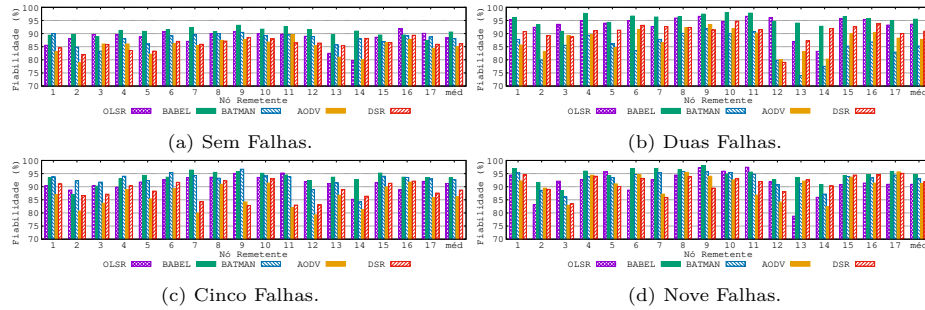 Fiabilidade (%)
100
95
90
85
80
75
70
1 2 3 4 5 6 7 8 9 10 11 12 13 14 15 16 17 méd
Nó Remetente
OLSR BABEL BATMAN AODV DSR
(a) Sem Falhas.
Fiabilidade (%)
100
95
90
85
80
75
70
1 2 3 4 5 6 7 8 9 10 11 12 13 14 15 16 17 méd
Nó Remetente
OLSR BABEL BATMAN AODV DSR
(b) Duas Falhas.
Fiabilidade (%)
100
95
90
85
80
75
70
1 2 3 4 5 6 7 8 9 10 11 12 13 14 15 16 17 méd
Nó Remetente
OLSR BABEL BATMAN AODV DSR
(c) Cinco Falhas.
Fiabilidade (%)
100
95
90
85
80
75
70
1 2 3 4 5 6 7 8 9 10 11 12 13 14 15 16 17 méd
Nó Remetente
OLSR BABEL BATMAN AODV DSR
(d) Nove Falhas.